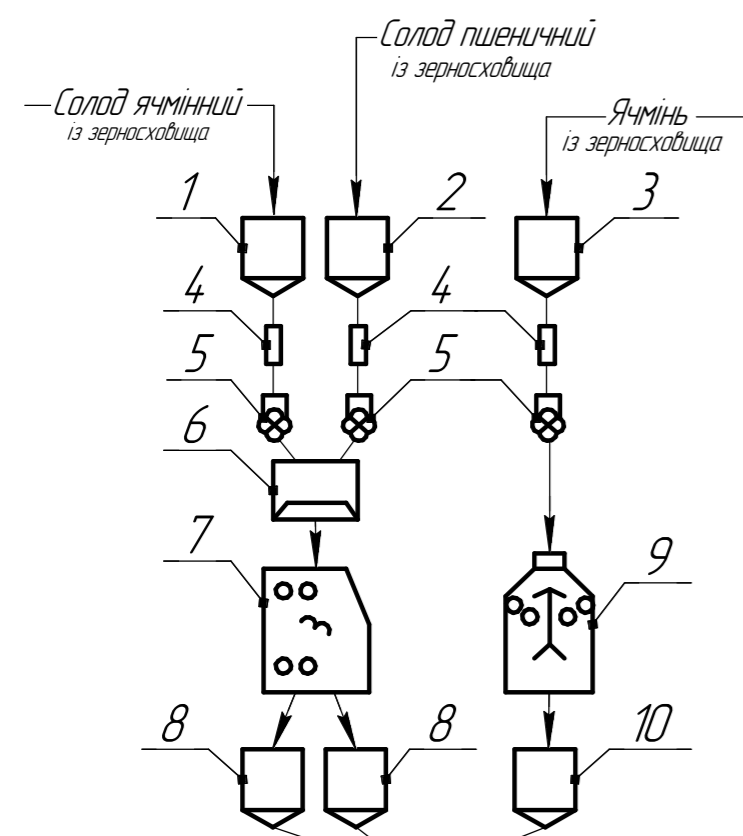 Солод пшеничний
із зерносховища
Солод ячмінний
із зерносховища
Ячмінь
із зерносховища
1
2
3
4
4
5
5
6
7
9
8
8
10